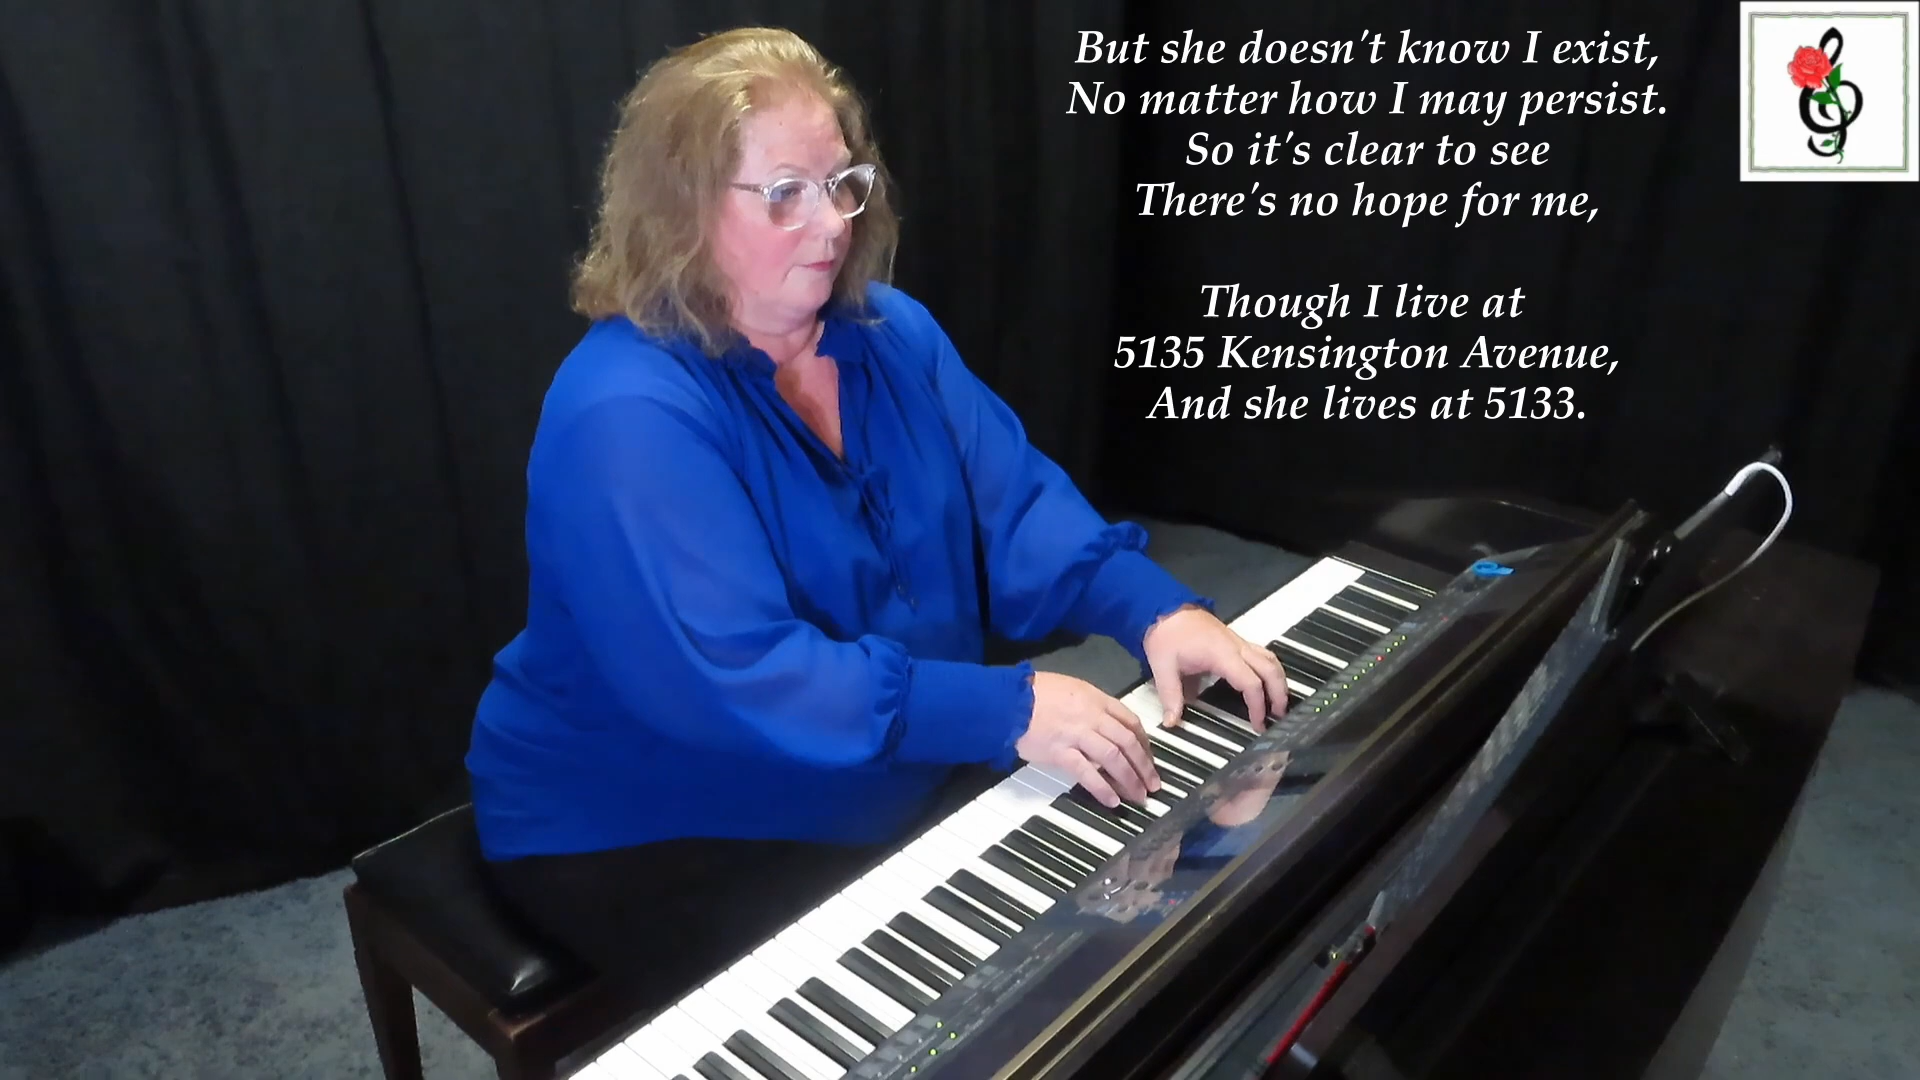 But she doesn't know I exist,
No matter how I may persist.
So it's clear to see
There's no hope for me,
Though I live at
5135 Kensington Avenue,
And she lives at 5133.